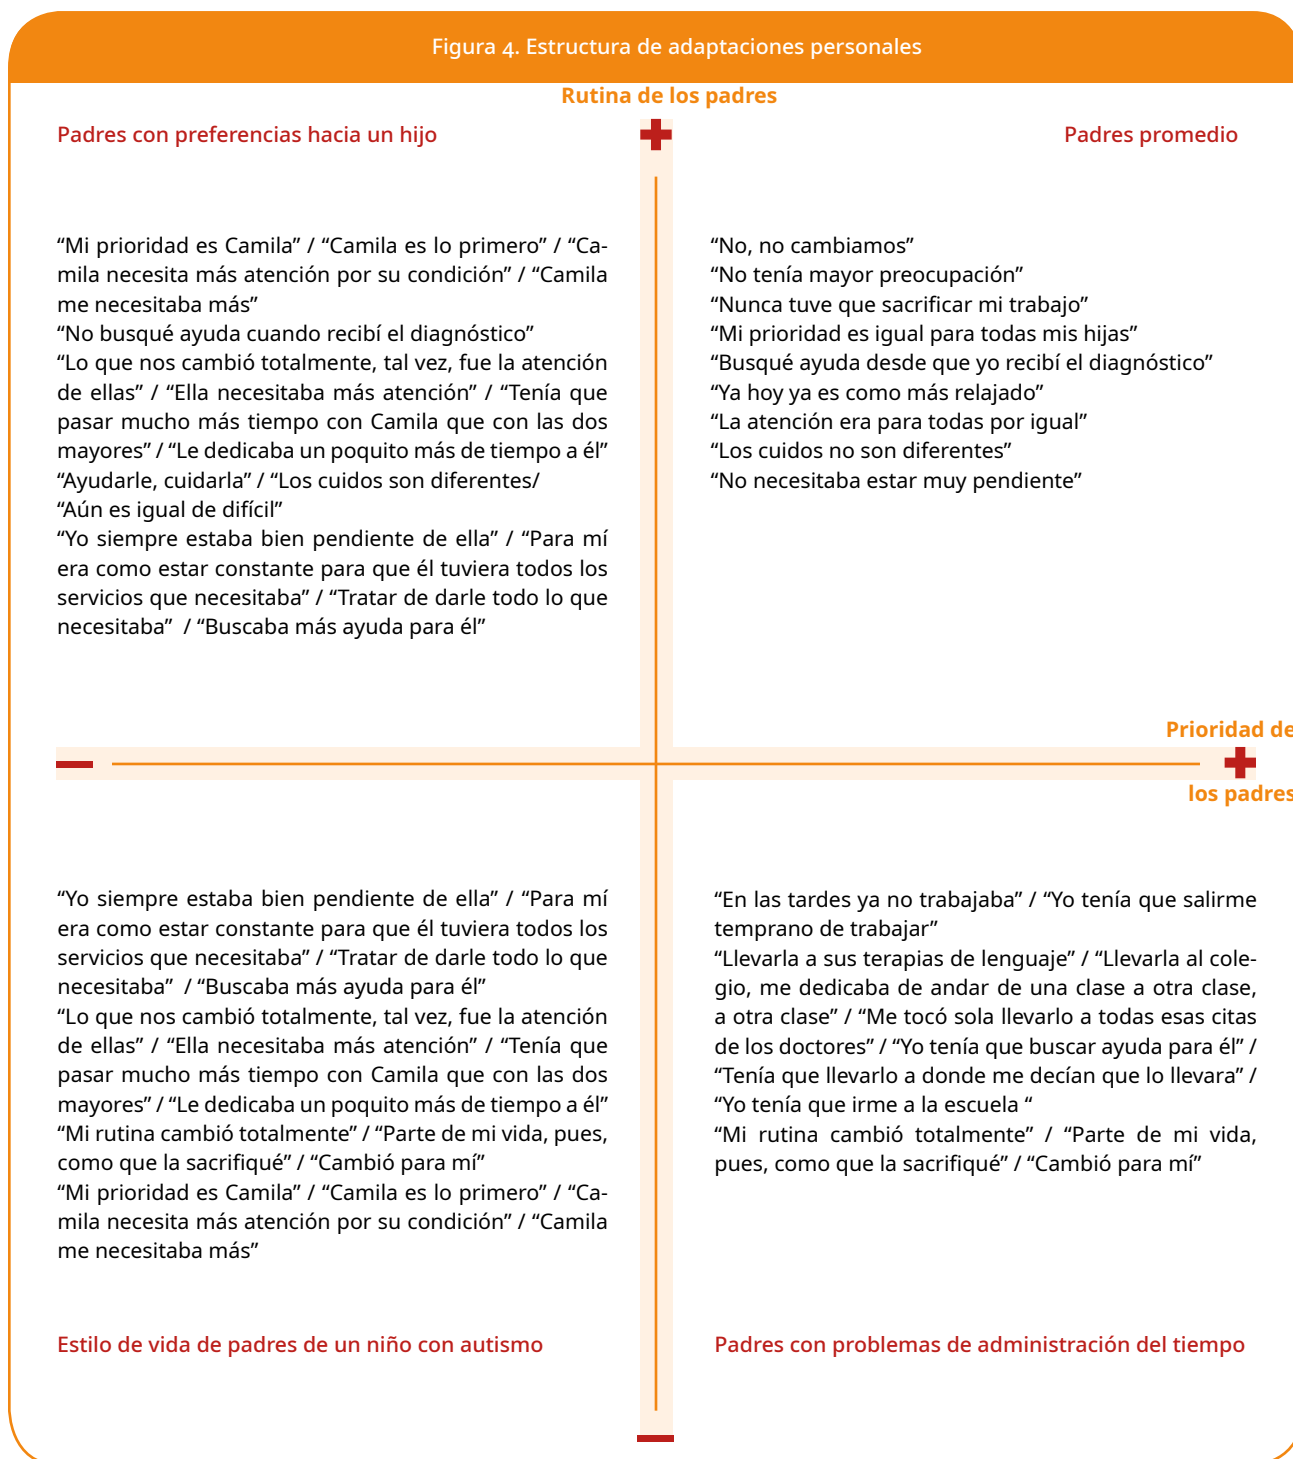 Figura 4. Estructura de adaptaciones personales
Rutina de los padres
Padres con preferencias hacia un hijo
Padres promedio
“Mi prioridad es Camila” / “Camila es lo primero” / “Ca-
mila necesita más atención por su condición” / “Camila
me necesitaba más”
“No busqué ayuda cuando recibí el diagnóstico”
“Lo que nos cambió totalmente, tal vez, fue la atención
de ellas” / “Ella necesitaba más atención” / “Tenía que
pasar mucho más tiempo con Camila que con las dos
mayores” / “Le dedicaba un poquito más de tiempo a él”
“Ayudarle, cuidarla” / “Los cuidos son diferentes/
“Aún es igual de difícil”
“Yo siempre estaba bien pendiente de ella” / “Para mí
era como estar constante para que él tuviera todos los
servicios que necesitaba” / “Tratar de darle todo lo que
necesitaba”  / “Buscaba más ayuda para él”
“No, no cambiamos”
“No tenía mayor preocupación”
“Nunca tuve que sacrificar mi trabajo”
“Mi prioridad es igual para todas mis hijas”
“Busqué ayuda desde que yo recibí el diagnóstico”
“Ya hoy ya es como más relajado”
“La atención era para todas por igual”
“Los cuidos no son diferentes”
“No necesitaba estar muy pendiente”
Prioridad de
los padres
“Yo siempre estaba bien pendiente de ella” / “Para mí
era como estar constante para que él tuviera todos los
servicios que necesitaba” / “Tratar de darle todo lo que
necesitaba”  / “Buscaba más ayuda para él”
“Lo que nos cambió totalmente, tal vez, fue la atención
de ellas” / “Ella necesitaba más atención” / “Tenía que
pasar mucho más tiempo con Camila que con las dos
mayores” / “Le dedicaba un poquito más de tiempo a él”
“Mi rutina cambió totalmente” / “Parte de mi vida, pues,
como que la sacrifiqué” / “Cambió para mí”
“Mi prioridad es Camila” / “Camila es lo primero” / “Ca-
mila necesita más atención por su condición” / “Camila
me necesitaba más”
“En las tardes ya no trabajaba” / “Yo tenía que salirme
temprano de trabajar”
“Llevarla a sus terapias de lenguaje” / “Llevarla al cole-
gio, me dedicaba de andar de una clase a otra clase,
a otra clase” / “Me tocó sola llevarlo a todas esas citas
de los doctores” / “Yo tenía que buscar ayuda para él” /
“Tenía que llevarlo a donde me decían que lo llevara” /
“Yo tenía que irme a la escuela “
“Mi rutina cambió totalmente” / “Parte de mi vida,
pues, como que la sacrifiqué” / “Cambió para mí”
Estilo de vida de padres de un niño con autismo
Padres con problemas de administración del tiempo